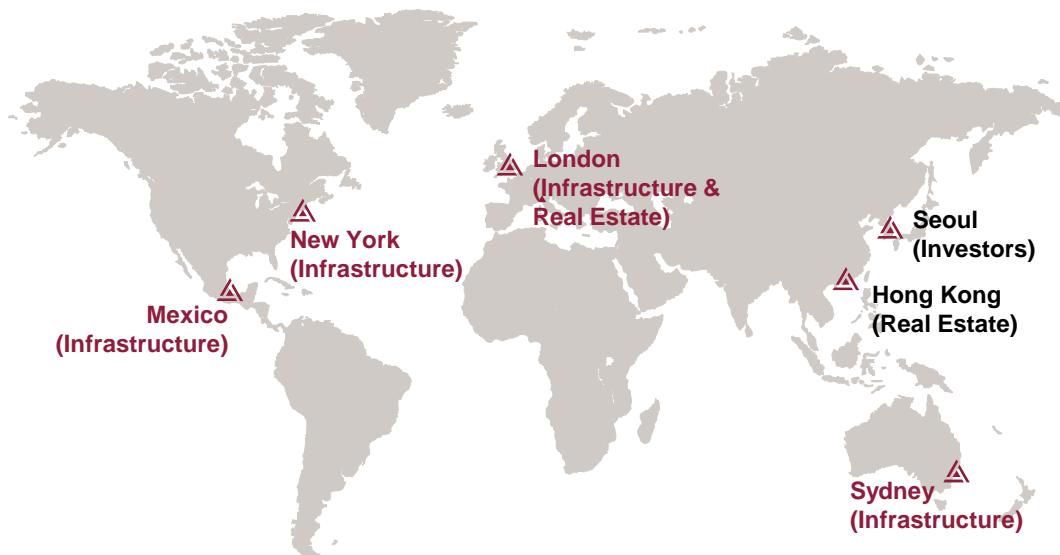 London
(Infrastructure &
Real Estate)
New York
(Infrastructure)
Mexico
(Infrastructure)
Seoul
(Investors)
Hong Kong
(Real Estate)
Sydney
(Infrastructure)